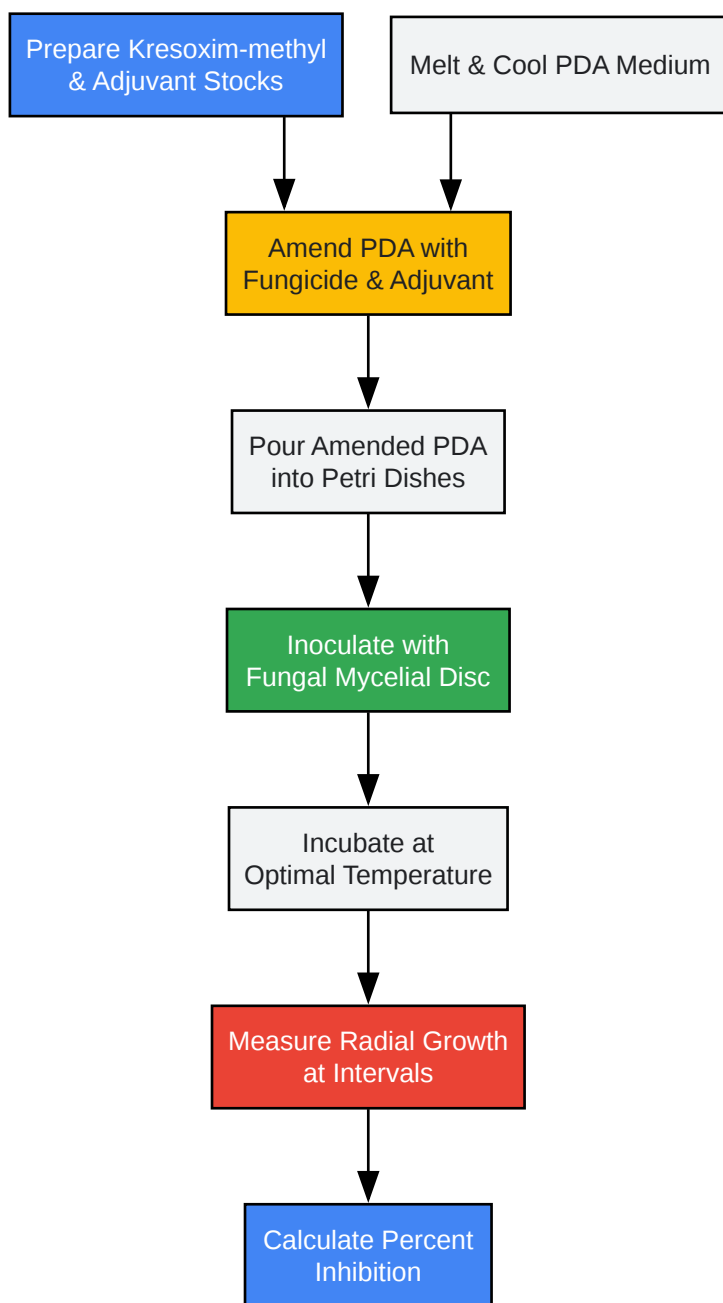 Prepare Kresoxim-methyl
& Adjuvant Stocks
Melt & Cool PDA Medium
Amend PDA with
Fungicide & Adjuvant
Pour Amended PDA
into Petri Dishes
Inoculate with
Fungal Mycelial Disc
Incubate at
Optimal Temperature
Measure Radial Growth
at Intervals
Calculate Percent
Inhibition